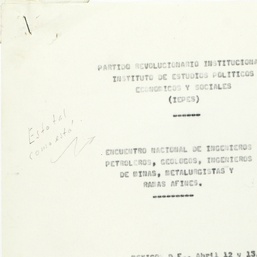 PARTIDO REVOLUCIONARIO INSTITUCIONA
INSTITUTO DE ESTUDIOS POLITICOS
ECONOMICOS Y SOCIALES
(IEPES)
Estatal
ENCUENTRO NACIONAL DE INGENIEROS
PETROLEROS, GEOLOGOS, INGENIEROS
DE MINAS, METALURGISTAS Y
RAMAS AFINES.
Abril 12 y 13